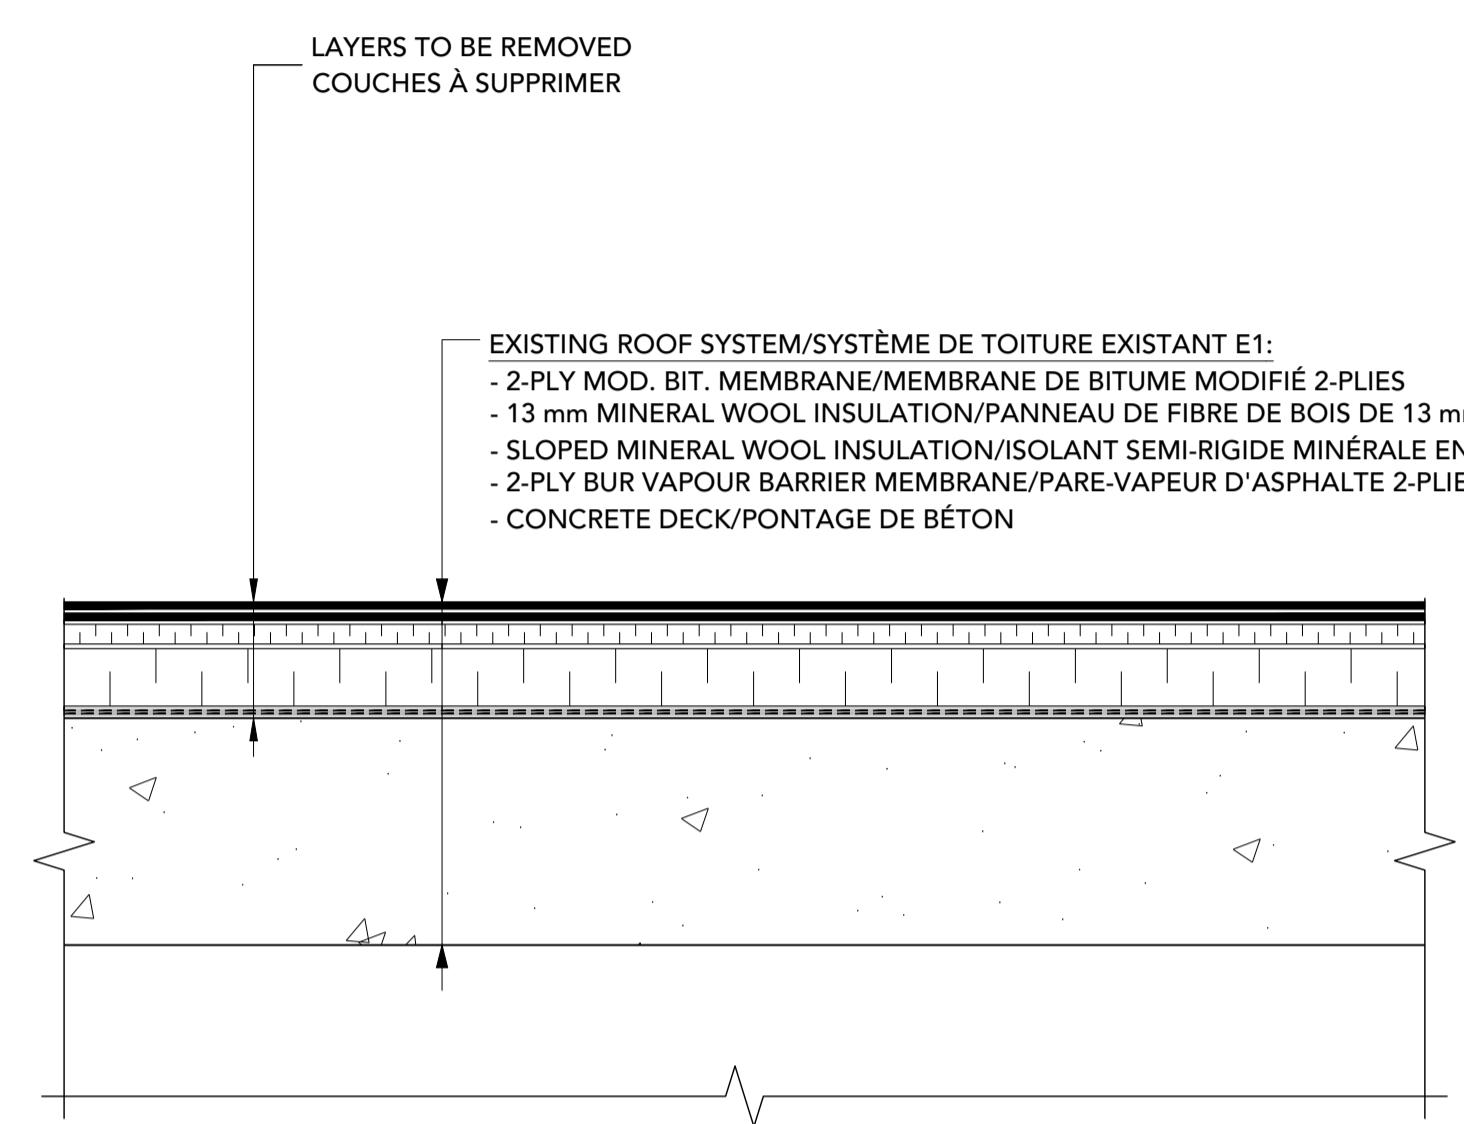 LAYERS TO BE REMOVED
COUCHES À SUPPRIMER
EXISTING ROOF SYSTEM/SYSTÈME DE TOITURE EXISTANT E1:
- 2-PLY MOD. BIT. MEMBRANE/MEMBRANE DE BITUME MODIFIÉ 2-PLIES
- 13 mm MINERAL WOOL INSULATION/PANNEAU DE FIBRE DE BOIS DE 13
- SLOPED MINERAL WOOL INSULATION/ISOLANT SEMI-RIGIDE MINÉRALE EN
- 2-PLY BUR VAPOUR BARRIER MEMBRANE/PARE-VAPEUR D'ASPHALTE
- CONCRETE DECK/PONTAGE DE BÉTON